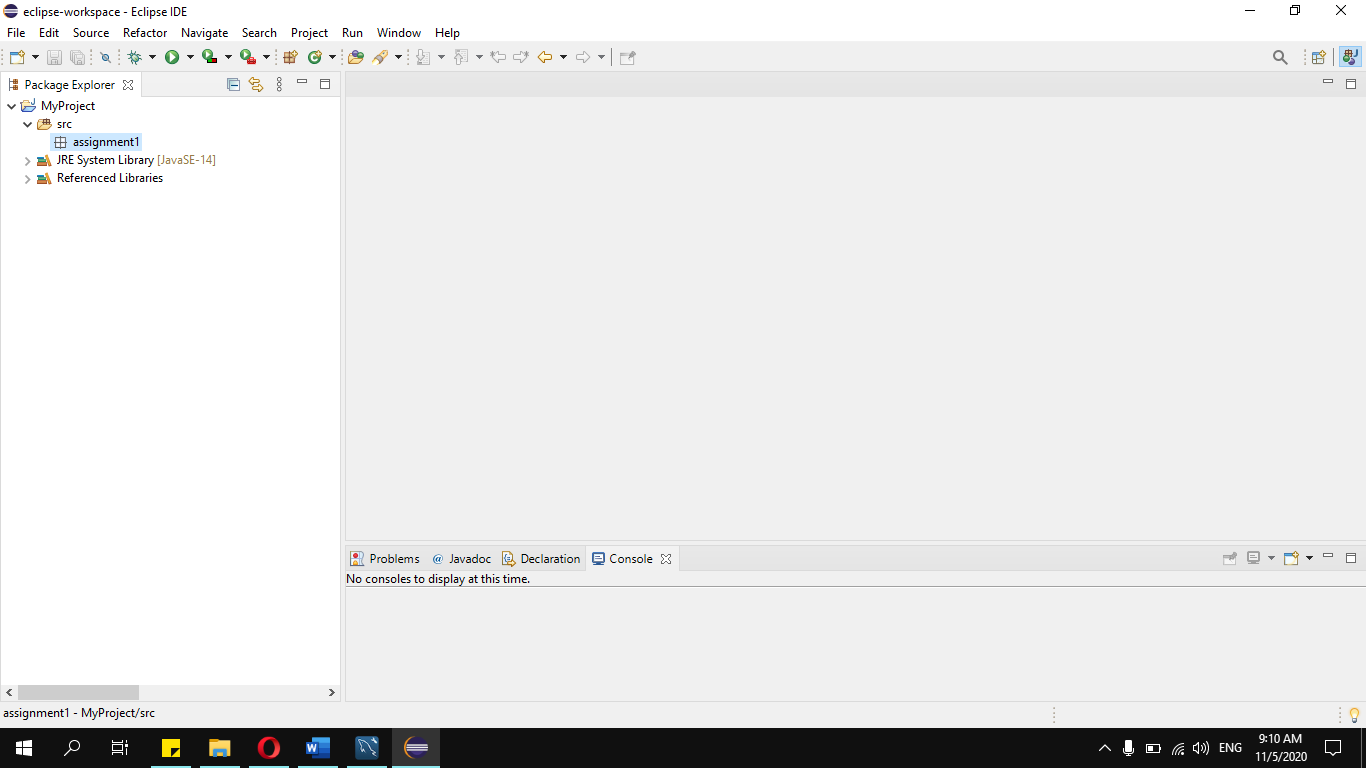 eclipse-workspace - Eclipse IDE
File Edit Source Refactor Navigate Search Project Run Window Help
Package Explorer
MyProject
src
assignment1
JRE System Library [JavaSE-14]
Referenced Libraries
Problems @ Javadoc Declaration Console
No consoles to display at this time.
assignment1 - MyProject/src
ENG
9:10 AM
11/5/2020